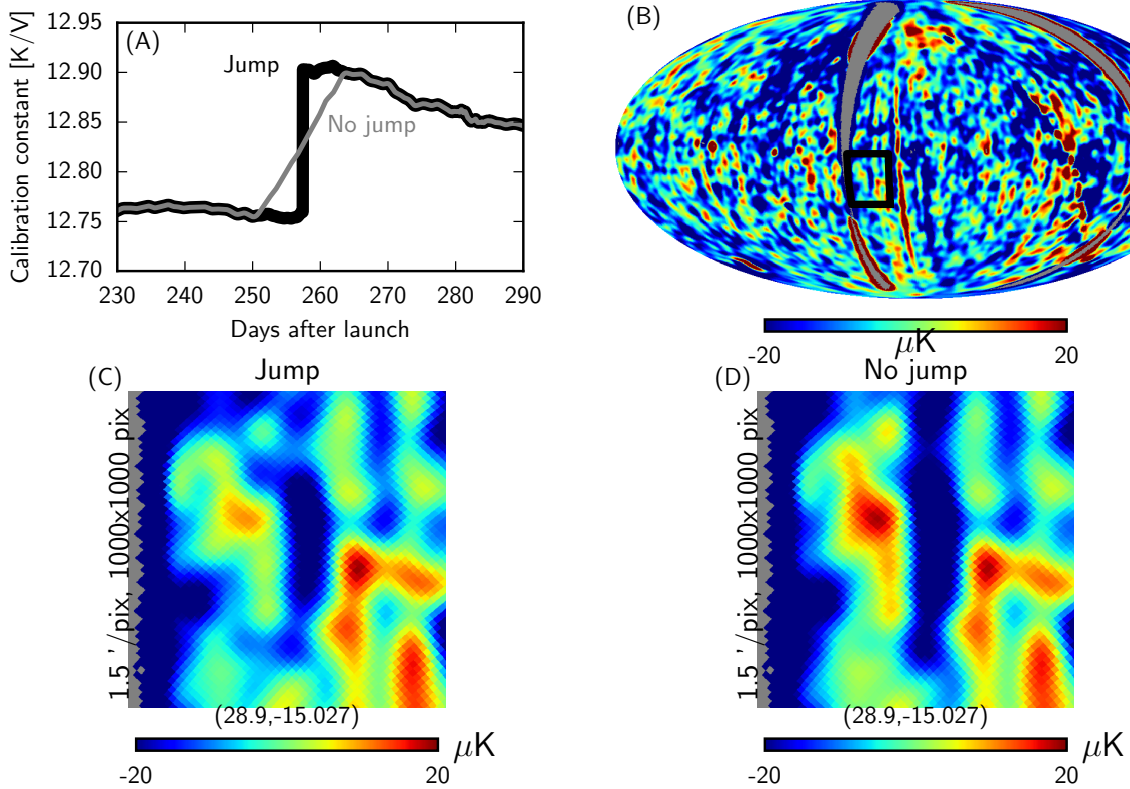 (A)
Calibration constant [K/V]
12.95
12.90
12.85
12.80
12.75
12.70
Jump
No jump
230
240
250
260
270
280
290
Days after launch
(B)
-20
μK
20
(C)
Jump
1.5 '/pix, 1000x1000 pix
(28.9,-15.027)
-20
20
μK
(D)
No jump
1.5 '/pix, 1000x1000 pix
(28.9,-15.027)
-20
20
μK